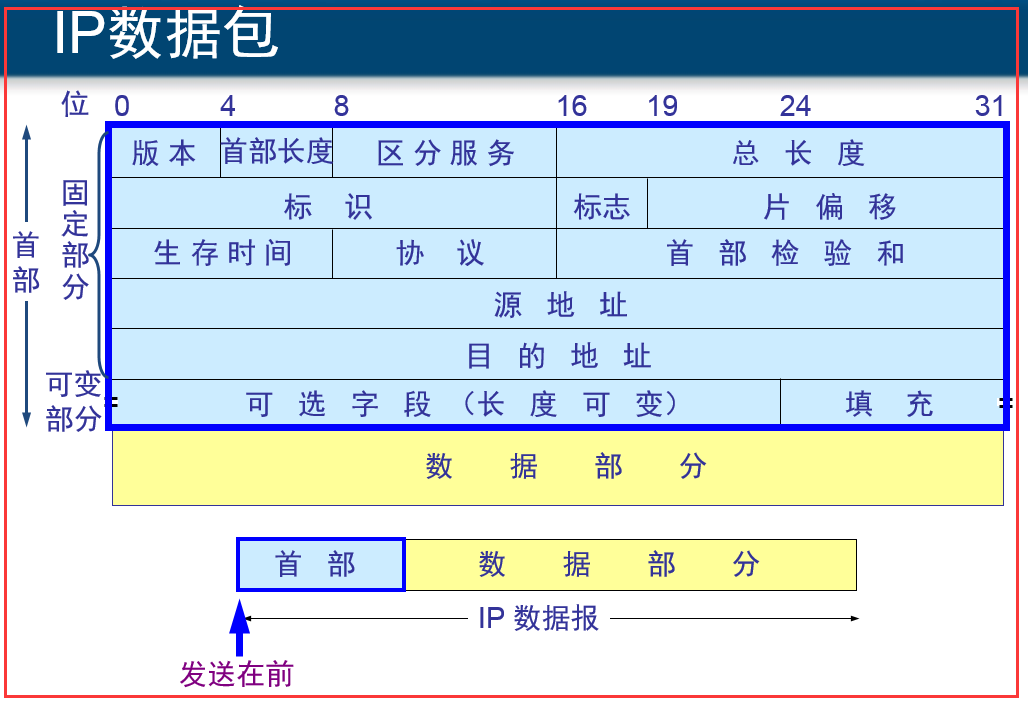 IP数据包
位 0 4 8 16 19 24 31
版本 首部长度 区分服务 总长度
标识 标志 片偏移
生存时间 协议 首部检验和
源地址
目的地址
可选字段（长度可变） 填充
数据部分
首部
固定部分
可变部分
首部 数据部分
IP 数据报
发送在前